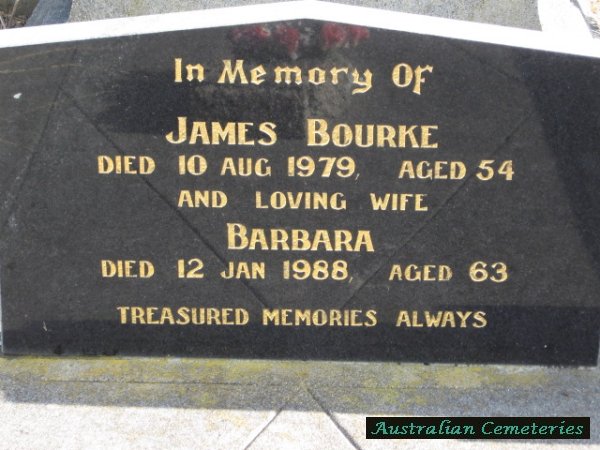 In Memory Of
JAMES BOURKE
DIED 10 AUG 1979, AGED 54
AND LOVING WIFE
BARBARA
DIED 12 JAN 1988, AGED 63
TREASURED MEMORIES ALWAYS
Australian Cemeteries